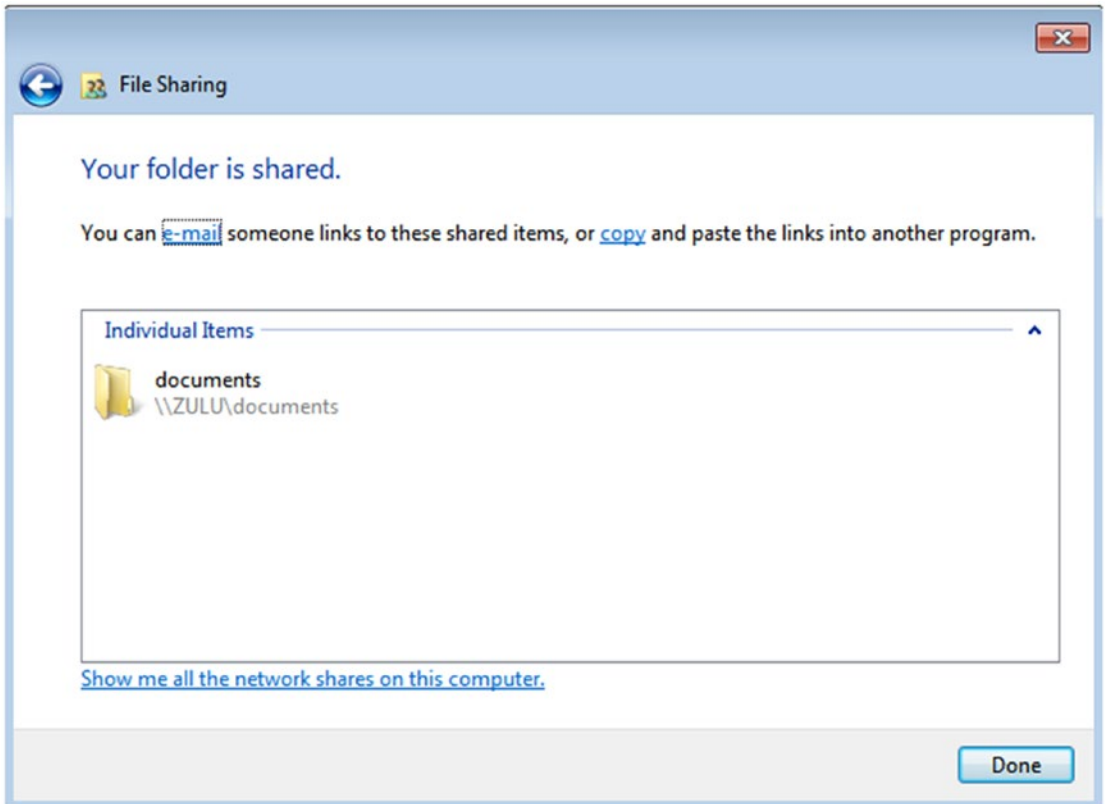 File Sharing
Your folder is shared.
You can e-mail someone links to these shared items, or copy and paste the links into another program.
Individual Items
documents
\\ZULU\documents
Show me all the network shares on this computer.
Done